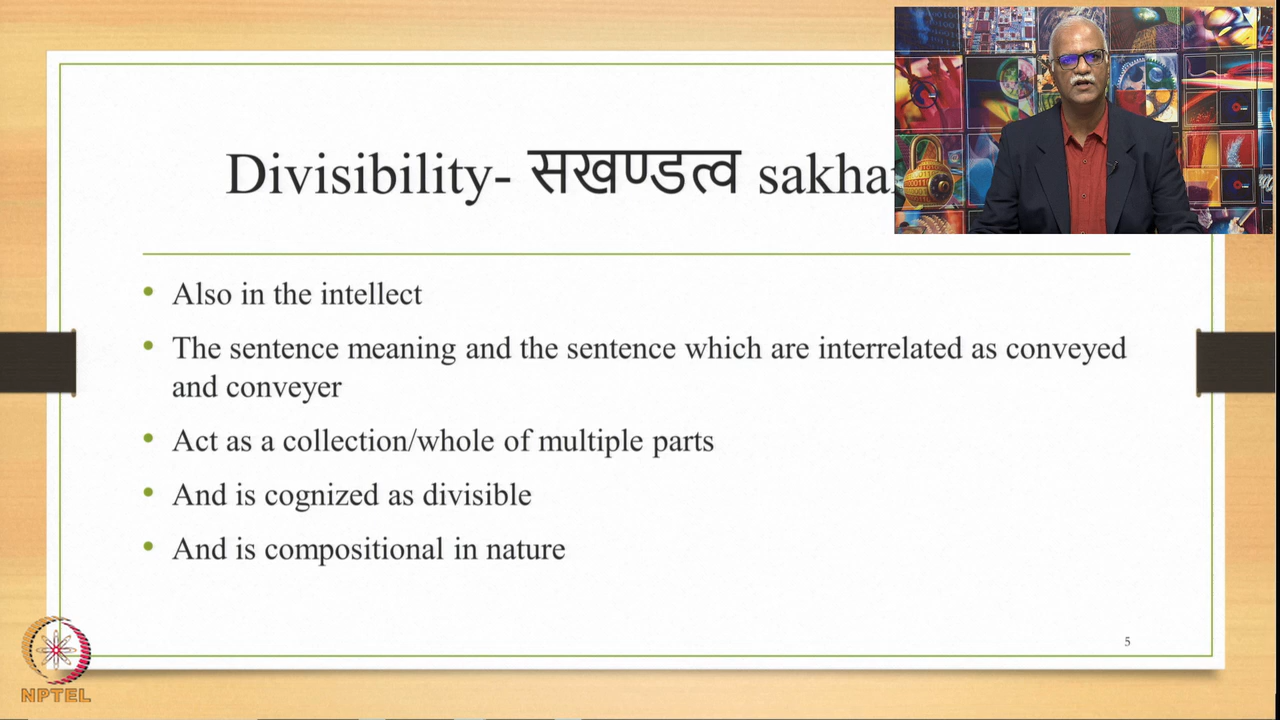 Divisibility- सखण्डत्व sakha
Also in the intellect
The sentence meaning and the sentence which are interrelated as conveyed
and conveyer
Act as a collection/whole of multiple parts
And is cognized as divisible
And is compositional in nature
5
NPTEL